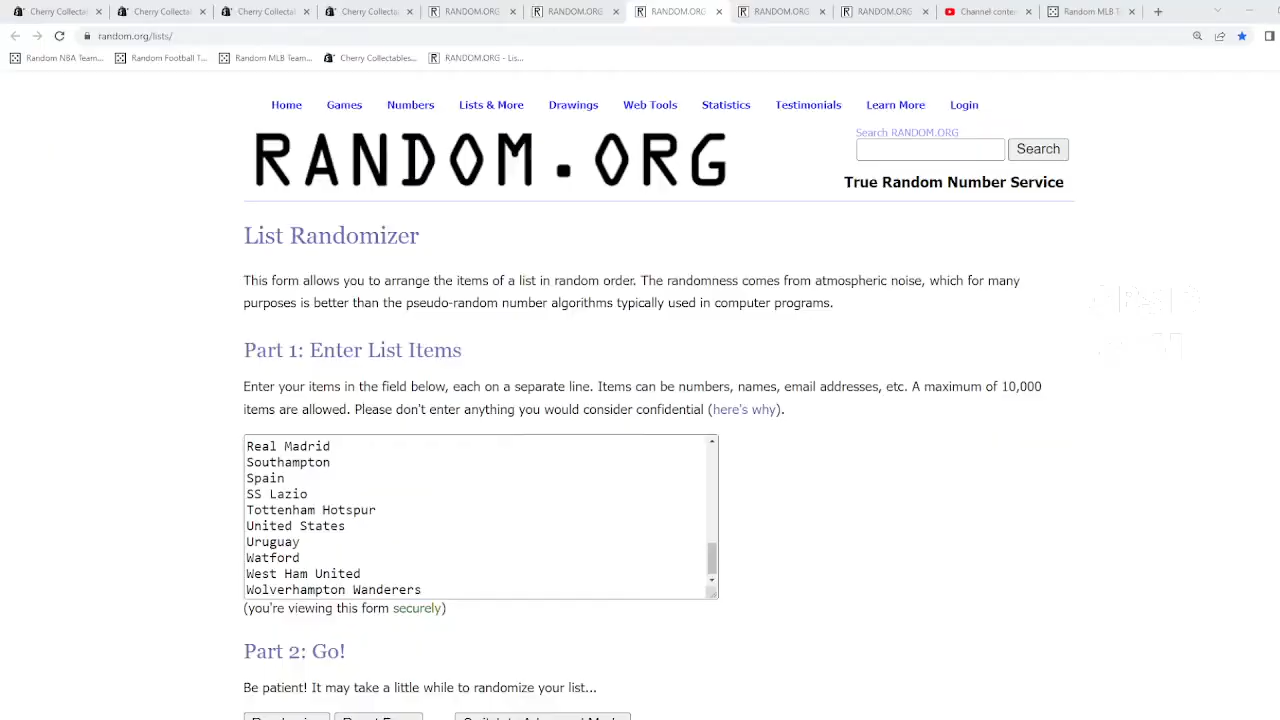 Cherry Collecta
Cherry Collecta
Cherry Collectal
Cherry Collecta
RANDOM.ORG
RANDOM.ORG
RANDOM.ORG
RANDOM.ORG
RANDOM.ORG
Channel conten
Random MLB T
random.org/lists/
Random NBA Team...
Random Football T...
Random MLB Team...
Cherry Collectables...
RANDOM.ORG - Lis...
Home Games Numbers Lists & More Drawings Web Tools Statistics Testimonials Learn More Login
RANDOM.ORG
Search RANDOM.ORG
Search
True Random Number Service
List Randomizer
This form allows you to arrange the items of a list in random order. The randomness comes from atmospheric noise, which for many
purposes is better than the pseudo-random number algorithms typically used in computer programs.
Part 1: Enter List Items
Enter your items in the field below, each on a separate line. Items can be numbers, names, email addresses, etc. A maximum of 10,000
items are allowed. Please don't enter anything you would consider confidential (here's why).
Real Madrid
Southampton
Spain
SS Lazio
Tottenham Hotspur
United States
Uruguay
Watford
West Ham United
Wolverhampton Wanderers
(you're viewing this form securely)
Part 2: Go!
Be patient! It may take a little while to randomize your list...